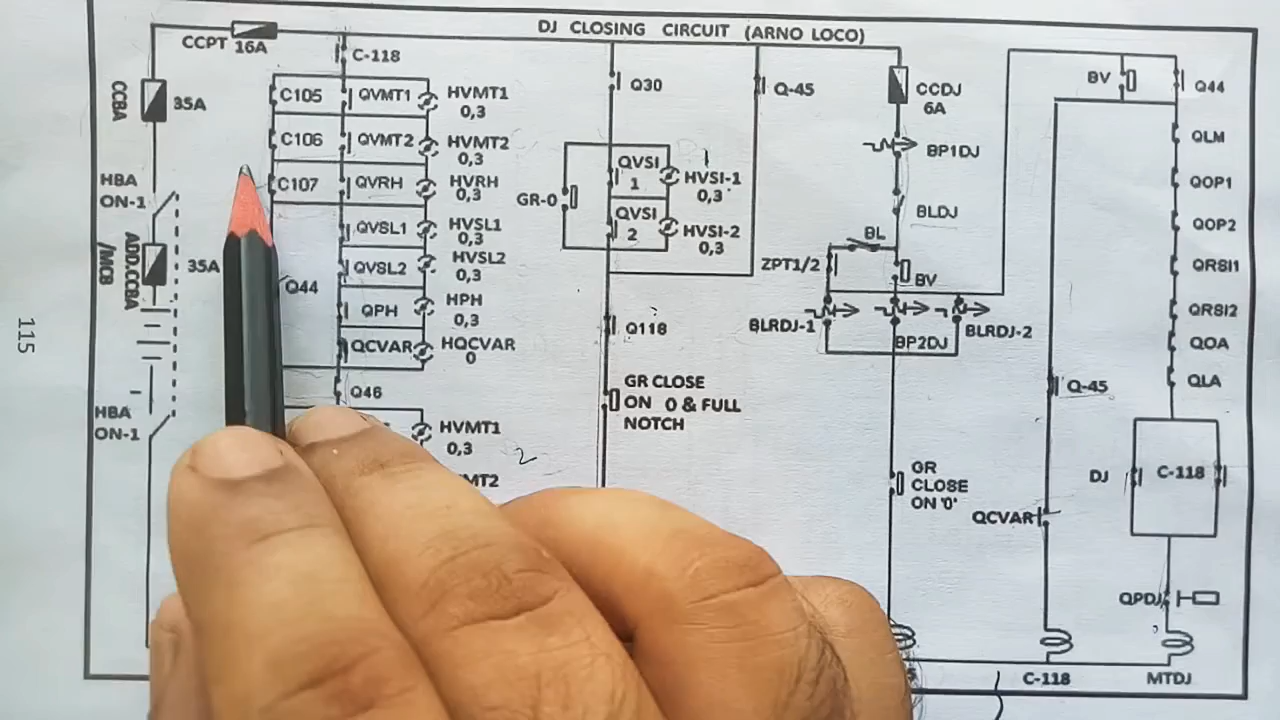 DJ CLOSING CIRCUIT (ARNO LOCO)
CCPT 16A
C-118
CCBA
35A
HBA
ON-1
ADD.CCBA
/MCB
35A
HBA
ON-1
115
C105
QVMT1
HVMT1
0,3
C106
QVMT2
HVMT2
0,3
C107
QVRH
HVRH
0,3
QVSL1
HVSL1
0,3
QVSL2
HVSL2
0,3
Q44
QPH
HPH
0,3
QCVAR
HQCVAR
0
Q46
HVMT1
0,3
2
MT2
Q30
Q-45
GR-0
QVSI
1
HVSI-1
0,3
1
QVSI
2
HVSI-2
0,3
Q118
GR CLOSE
ON 0 & FULL
NOTCH
CCDJ
6A
BP1DJ
BLDJ
BL
ZPT1/2
BV
BLRDJ-1
BP2DJ
BLRDJ-2
GR
CLOSE
ON '0'
BV
Q44
QLM
QOP1
QOP2
QRSI1
QRSI2
QOA
QLA
Q-45
DJ
C-118
QCVAR
QPDJ
C-118
MTDJ